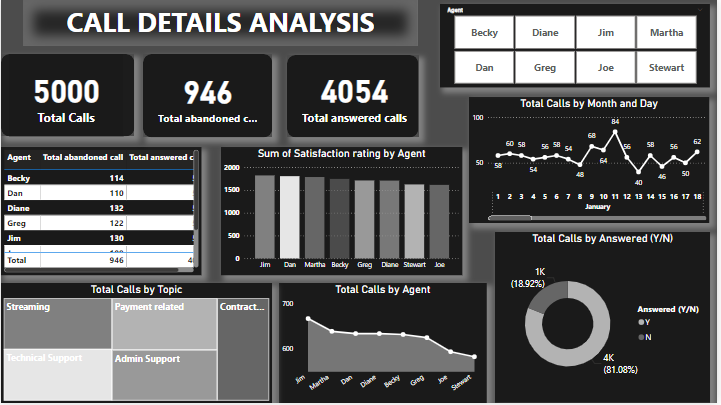 CALL DETAILS ANALYSIS
Agent
Becky Diane Jim Martha
Dan Greg Joe Stewart
5000
Total Calls
946
Total abandoned c...
4054
Total answered calls
Total Calls by Month and Day
100
50
58 60 58 54 56 58 54 48 68 64 84 56 40 58 46 56 50 62
1 2 3 4 5 6 7 8 9 10 11 12 13 14 15 16 17 18
January
Agent Total abandoned call Total answered c
Becky 114
Dan 110
Diane 132
Greg 122
Jim 130
Total 946
Sum of Satisfaction rating by Agent
2000
1500
1000
500
0
Jim Dan Martha Becky Greg Diane Stewart Joe
Total Calls by Answered (Y/N)
1K
(18.92%)
Answered (Y/N)
Y
N
4K
(81.08%)
Total Calls by Topic
Streaming Payment related Contract...
Technical Support Admin Support
Total Calls by Agent
700
600
Jim Martha Dan Diane Becky Greg Joe Stewart